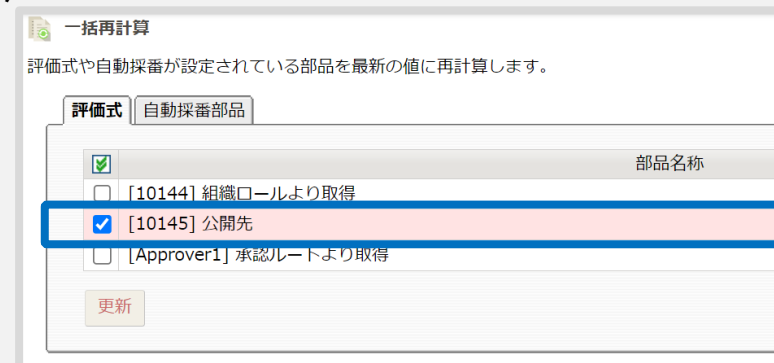 一括再計算
評価式や自動採番が設定されている部品を最新の値に再計算します。
評価式 自動採番部品
部品名称
[10144] 組織ロールより取得
[10145] 公開先
[Approver1] 承認ルートより取得
更新